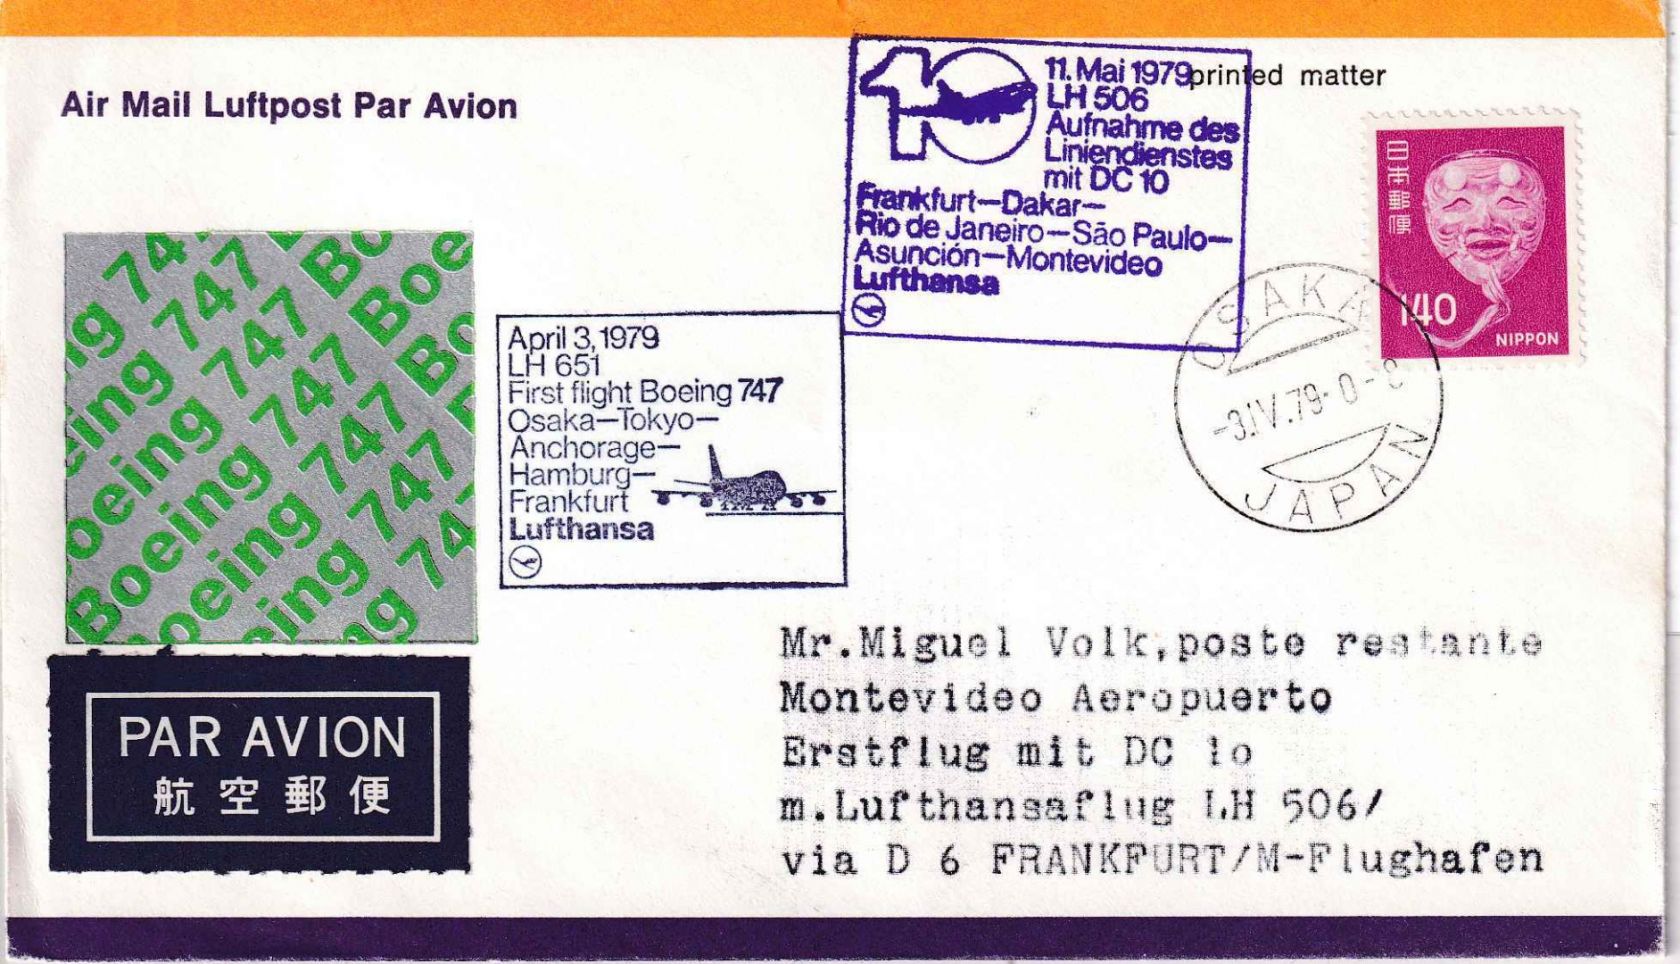 Air Mail Luftpost Par Avion
printed matter
11. Mai 1979
LH 506
Aufnahme des
Liniendienstes
mit DC 10
Frankfurt—Dakar—
Rio de Janeiro—São Paulo—
Asunción—Montevideo
Lufthansa
10
日本郵便
140
NIPPON
OSAKA
-3.IV.79.0-8
JAPAN
April 3, 1979
LH 651
First flight Boeing 747
Osaka—Tokyo—
Anchorage—
Hamburg—
Frankfurt
Lufthansa
Boeing 747
PAR AVION
航空郵便
Mr.Miguel Volk,poste restante
Montevideo Aeropuerto
Erstflug mit DC 1o
m.Lufthansaflug LH 506/
via D 6 FRANKFURT/M-Flughafen